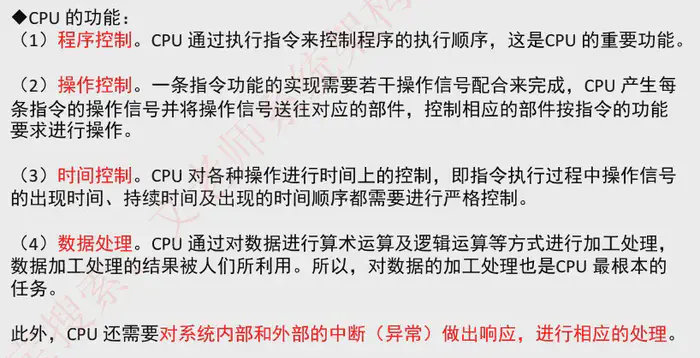 ◆CPU 的功能：
（1）程序控制。CPU 通过执行指令来控制程序的执行顺序，这是CPU 的重要功能。
（2）操作控制。一条指令功能的实现需要若干操作信号配合来完成，CPU 产生每
条指令的操作信号并将操作信号送往对应的部件，控制相应的部件按指令的功能
要求进行操作。
（3）时间控制。CPU 对各种操作进行时间上的控制，即指令执行过程中操作信号
的出现时间、持续时间及出现的时间顺序都需要进行严格控制。
（4）数据处理。CPU 通过对数据进行算术运算及逻辑运算等方式进行加工处理，
数据加工处理的结果被人们所利用。所以，对数据的加工处理也是CPU 最根本的
任务。
此外，CPU 还需要对系统内部和外部的中断（异常）做出响应，进行相应的处理。